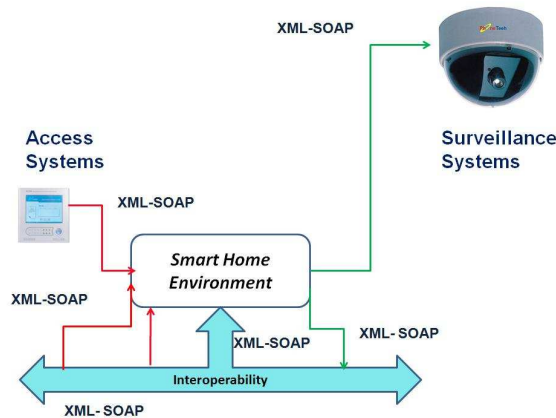 XML-SOAP
Access
Systems
Surveillance
Systems
XML-SOAP
Smart Home
Environment
XML-SOAP
XML-SOAP
XML- SOAP
Interoperability
XML- SOAP